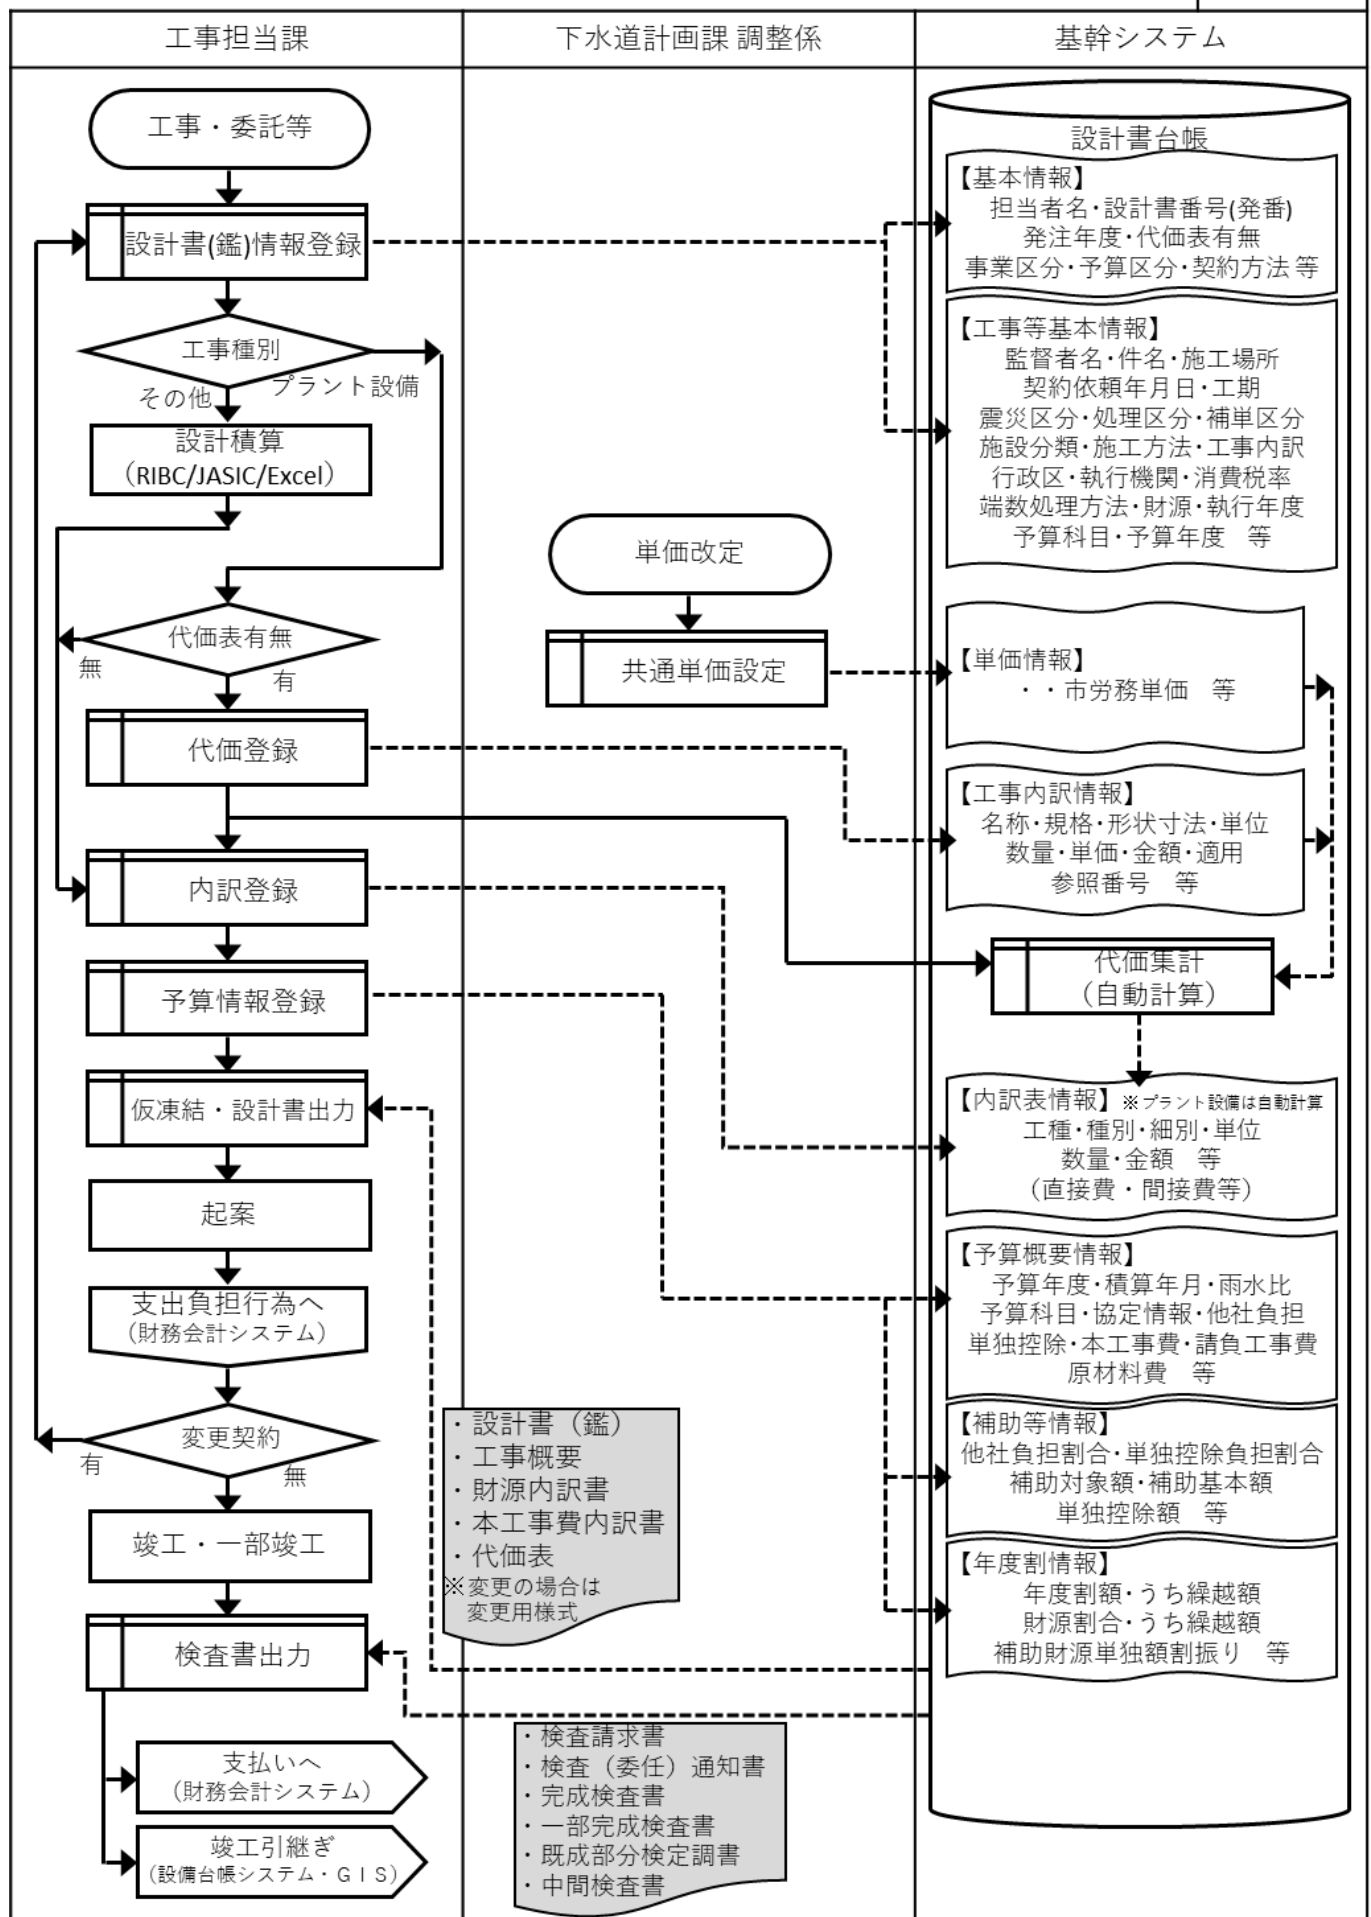 工事担当課
下水道計画課 調整係
基幹システム
工事・委託等
設計書(鑑)情報登録
工事種別
プラント設備
その他
設計積算
（RIBC/JASIC/Excel）
代価表有無
無
有
代価登録
内訳登録
予算情報登録
仮凍結・設計書出力
起案
支出負担行為へ
（財務会計システム）
変更契約
有
無
竣工・一部竣工
検査書出力
支払いへ
（財務会計システム）
竣工引継ぎ
（設備台帳システム・ＧＩＳ）
単価改定
共通単価設定
・設計書（鑑）
・工事概要
・財源内訳書
・本工事費内訳書
・代価表
※変更の場合は
変更用様式
・検査請求書
・検査（委任）通知書
・完成検査書
・一部完成検査書
・既成部分検定調書
・中間検査書
設計書台帳
【基本情報】
担当者名・設計書番号(発番)
発注年度・代価表有無
事業区分・予算区分・契約方法 等
【工事等基本情報】
監督者名・件名・施工場所
契約依頼年月日・工期
震災区分・処理区分・補単区分
施設分類・施工方法・工事内訳
行政区・執行機関・消費税率
端数処理方法・財源・執行年度
予算科目・予算年度　等
【単価情報】
・・市労務単価　等
【工事内訳情報】
名称・規格・形状寸法・単位
数量・単価・金額・適用
参照番号　等
代価集計
（自動計算）
【内訳表情報】※プラント設備は自動計算
工種・種別・細別・単位
数量・金額　等
（直接費・間接費等）
【予算概要情報】
予算年度・積算年月・雨水比
予算科目・協定情報・他社負担
単独控除・本工事費・請負工事費
原材料費　等
【補助等情報】
他社負担割合・単独控除負担割合
補助対象額・補助基本額
単独控除額　等
【年度割情報】
年度割額・うち繰越額
財源割合・うち繰越額
補助財源単独額割振り　等